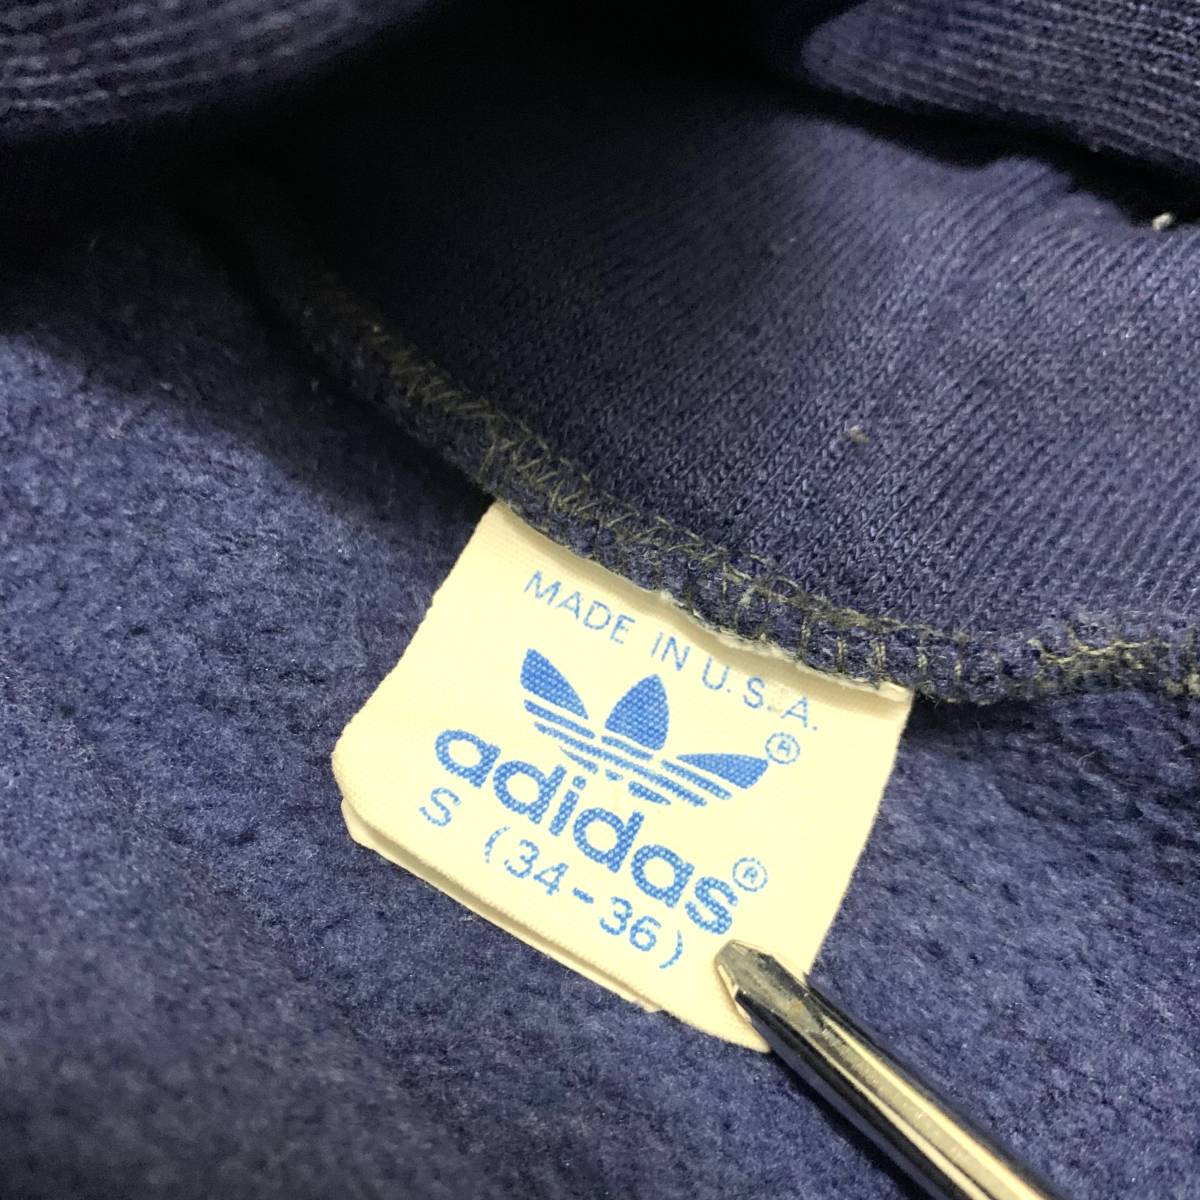 MADE IN U.S.A.
®
adidas®
S (34-36)